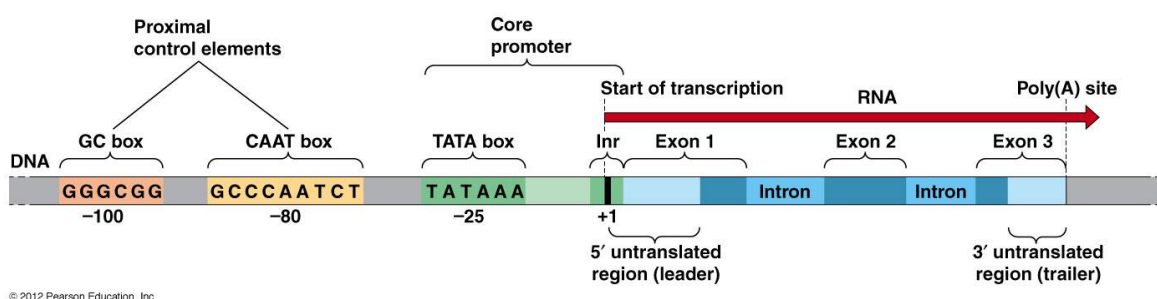 Proximal
control elements
Core
promoter
Start of transcription
Poly(A) site
RNA
GC box
CAAT box
TATA box
Inr
Exon 1
Exon 2
Exon 3
DNA
GGGCGG
GCCCAATCT
TATAAA
Intron
Intron
–100
–80
–25
+1
5′ untranslated
region (leader)
3′ untranslated
region (trailer)
© 2012 Pearson Education, Inc.